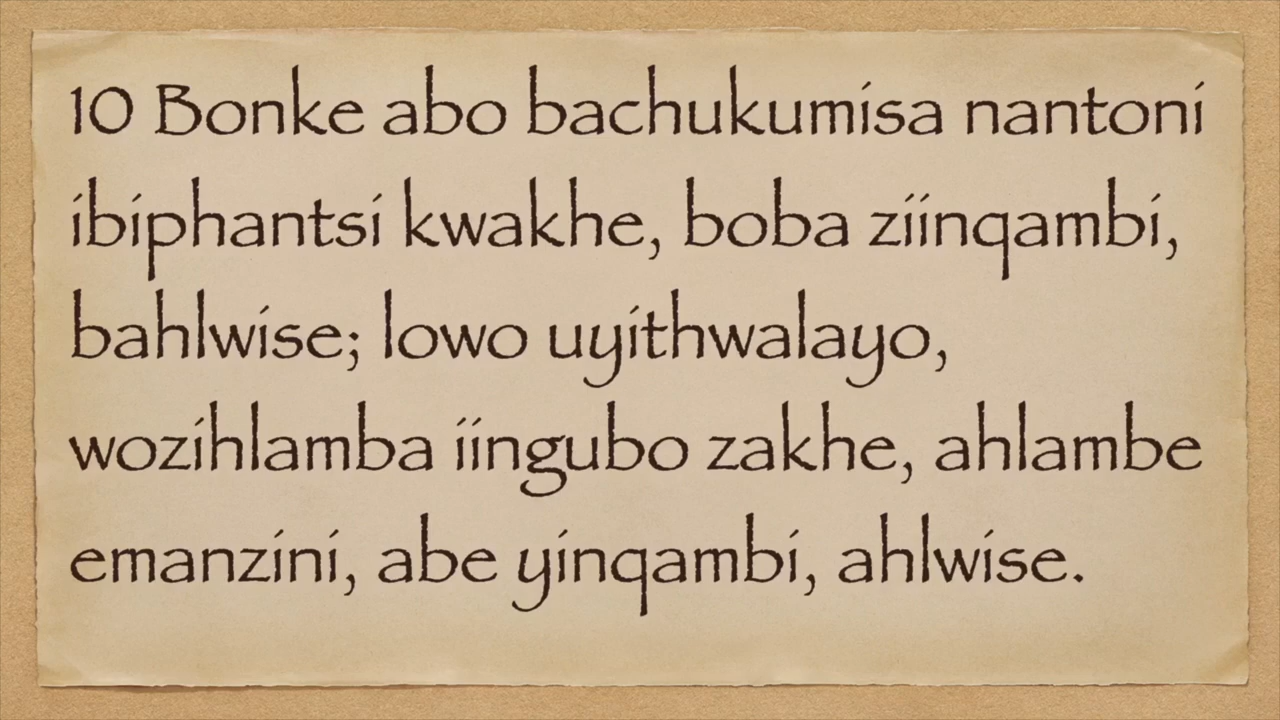 10 Bonke abo bachukumisa nantoni
ibiphantsi kwakhe, boba ziinqambi,
bahlwise; lowo uyithwalayo,
wozihlamba iingubo zakhe, ahlambe
emanzini, abe yinqambi, ahlwise.